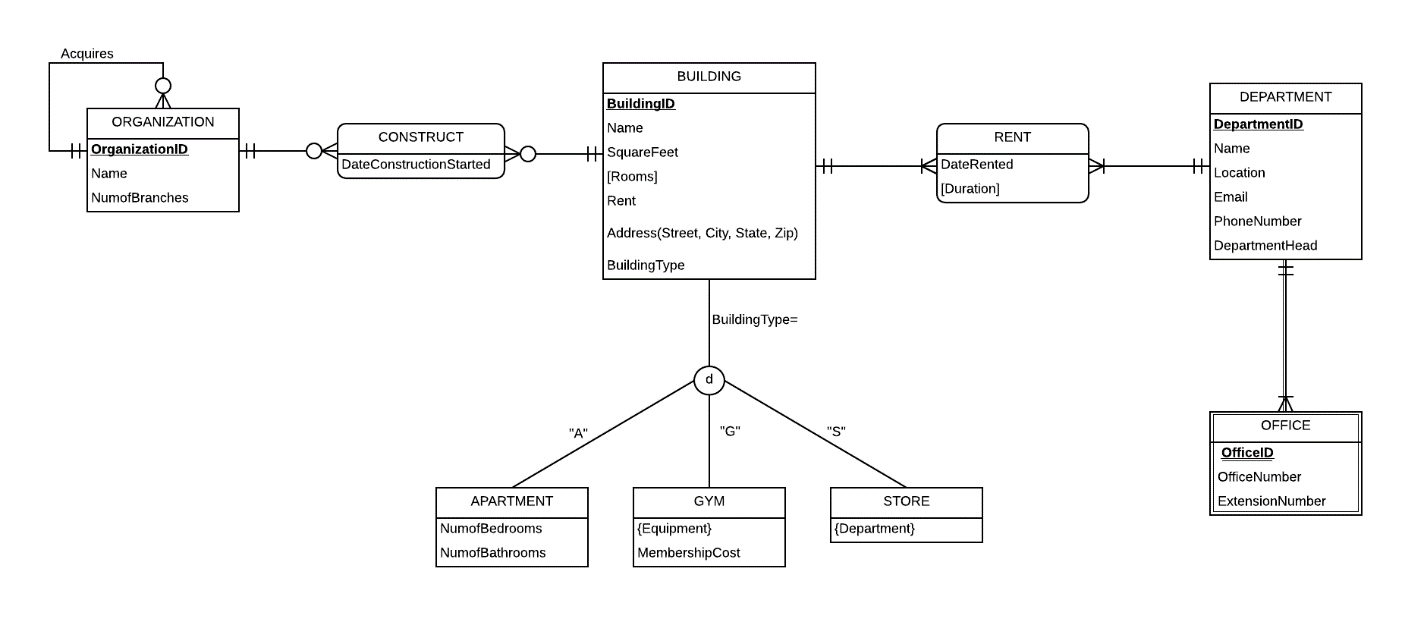 Acquires
ORGANIZATION
OrganizationID
Name
NumofBranches
CONSTRUCT
DateConstructionStarted
BUILDING
BuildingID
Name
SquareFeet
[Rooms]
Rent
Address(Street, City, State, Zip)
BuildingType
RENT
DateRented
[Duration]
DEPARTMENT
DepartmentID
Name
Location
Email
PhoneNumber
DepartmentHead
BuildingType=
d
"A"
"G"
"S"
APARTMENT
NumofBedrooms
NumofBathrooms
GYM
{Equipment}
MembershipCost
STORE
{Department}
OFFICE
OfficeID
OfficeNumber
ExtensionNumber